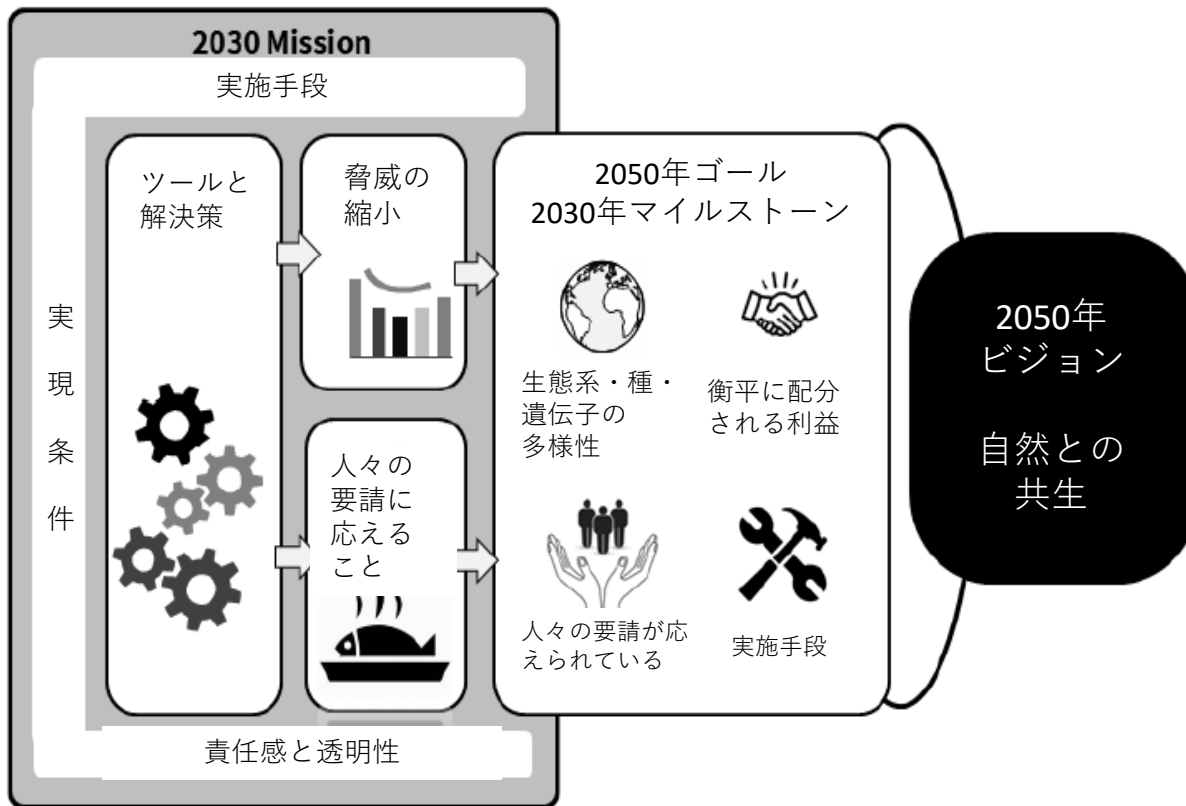 2030 Mission
実施手段
実現条件
ツールと
解決策
脅威の
縮小
人々の
要請に
応える
こと
2050年ゴール
2030年マイルストーン
生態系・種・
遺伝子の
多様性
衡平に配分
される利益
人々の要請が応
えられている
実施手段
2050年
ビジョン
自然との
共生
責任感と透明性